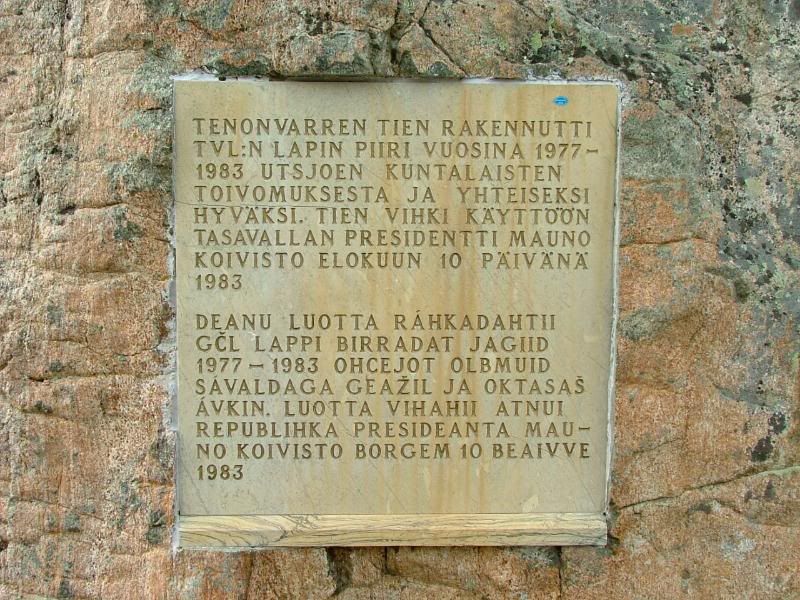 TENONVARREN TIEN RAKENNUTTI
TVL:N LAPIN PIIRI VUOSINA 1977–
1983 UTSJOEN KUNTALAISTEN
TOIVOMUKSESTA JA YHTEISEKSI
HYVÄKSI. TIEN VIHKI KÄYTTÖÖN
TASAVALLAN PRESIDENTTI MAUNO
KOIVISTO ELOKUUN 10 PÄIVÄNÄ
1983
DEANU LUOTTA RÁHKADAHTII
GČL LAPPI BIRRADAT JAGIID
1977–1983 OHCEJOT OLBMUID
SÁVALDAGA GEAŽIL JA OKTASAŠ
ÁVKIN. LUOTTA VIHAHII ATNUI
REPUBLIHKA PRESIDEANTA MAU–
NO KOIVISTO BORGEM 10 BEAIVVE
1983